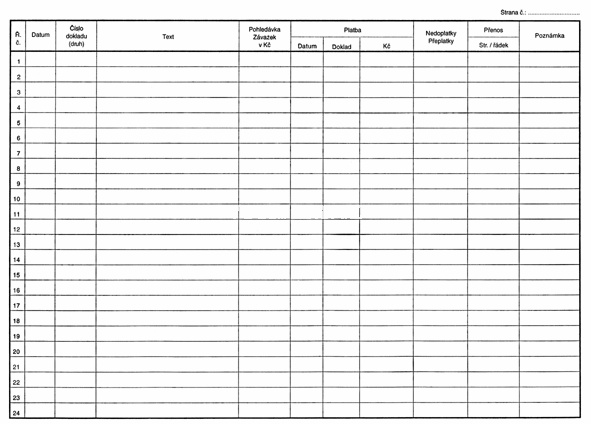 Strana č.: ........................
Ř. č.
Datum
Číslo dokladu (druh)
Text
Pohledávka Závazek v Kč
Platba
Datum
Doklad
Kč
Nedoplatky Přeplatky
Přenos
Str. / řádek
Poznámka
1
2
3
4
5
6
7
8
9
10
11
12
13
14
15
16
17
18
19
20
21
22
23
24